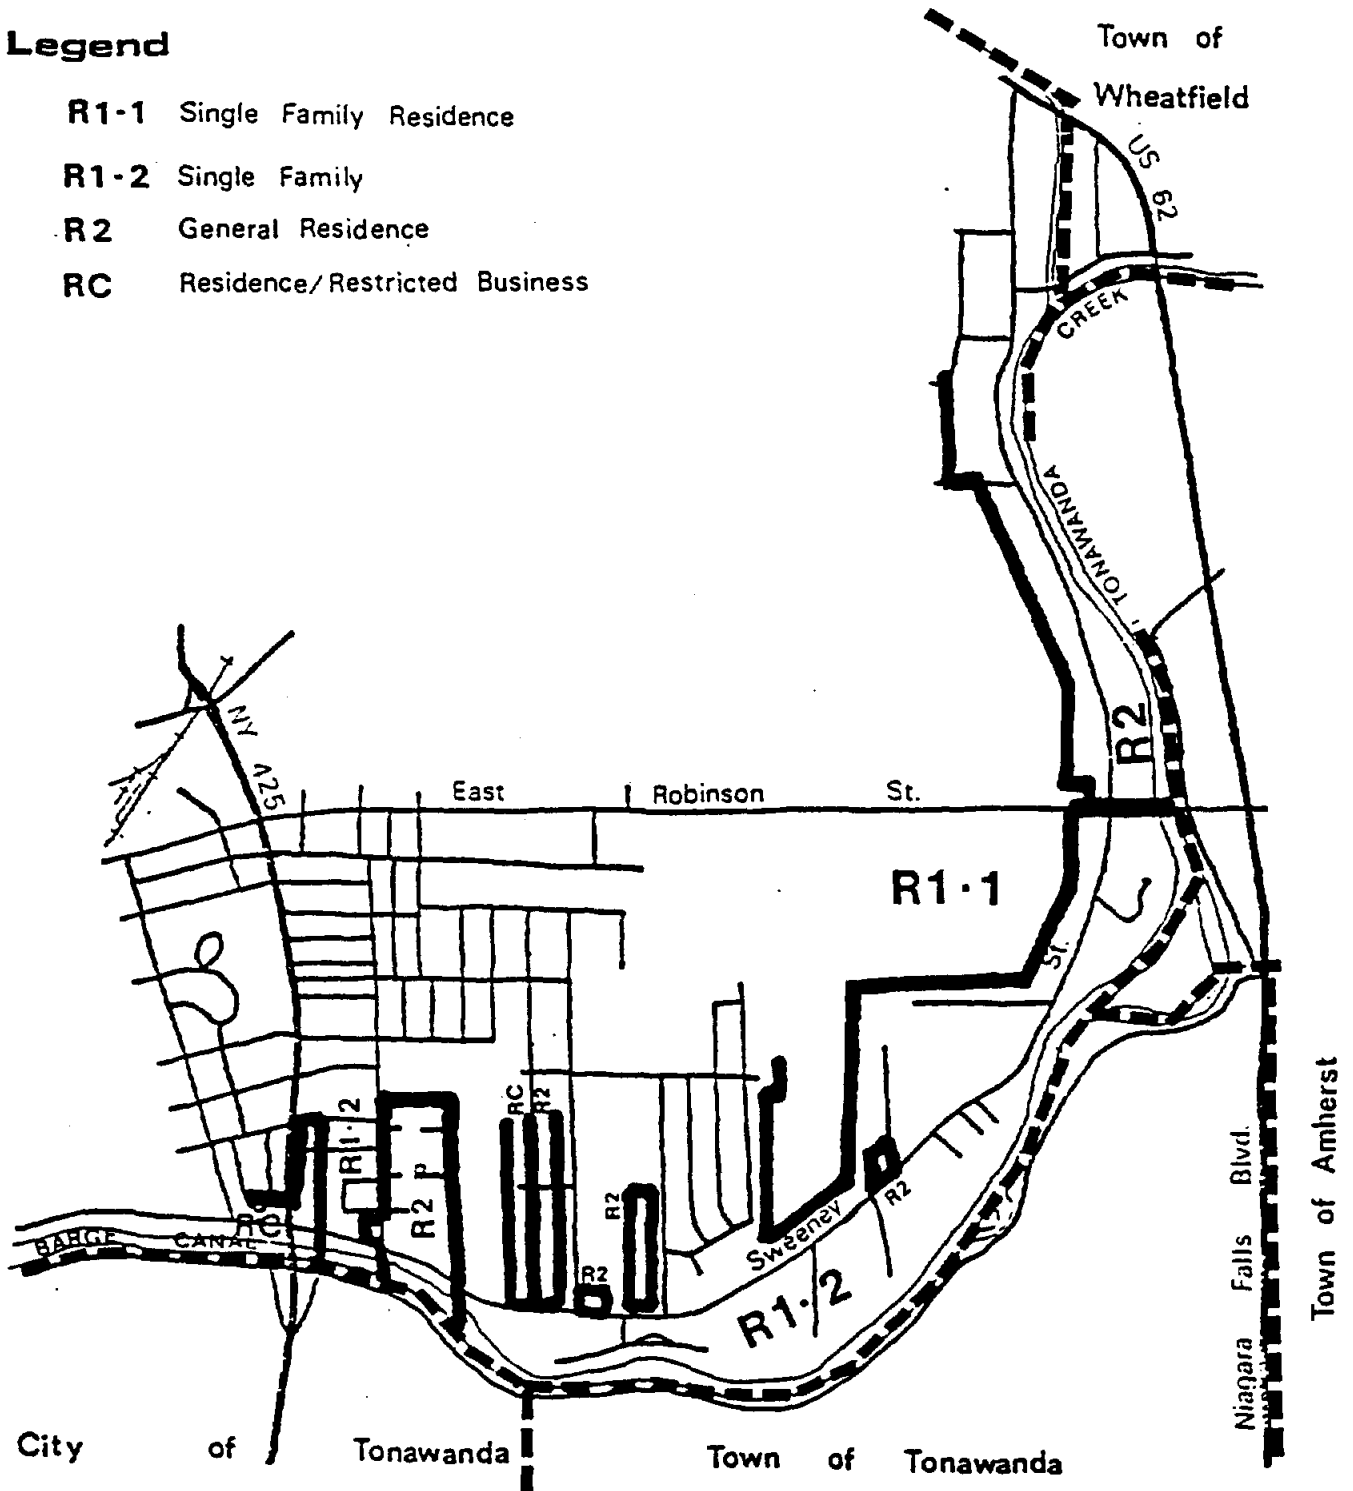 Legend
R1-1 Single Family Residence
R1-2 Single Family
R2 General Residence
RC Residence/Restricted Business
Town of
Wheatfield
US 62
CREEK
TONAWANDA
R2
NY 425
East Robinson St.
R1-1
St.
R1-2
R2
RC
R2
R2
R2
R2
Sweeney
R1-2
RC
BARGE CANAL
Niagara Falls Blvd.
Town of Amherst
City of Tonawanda
Town of Tonawanda